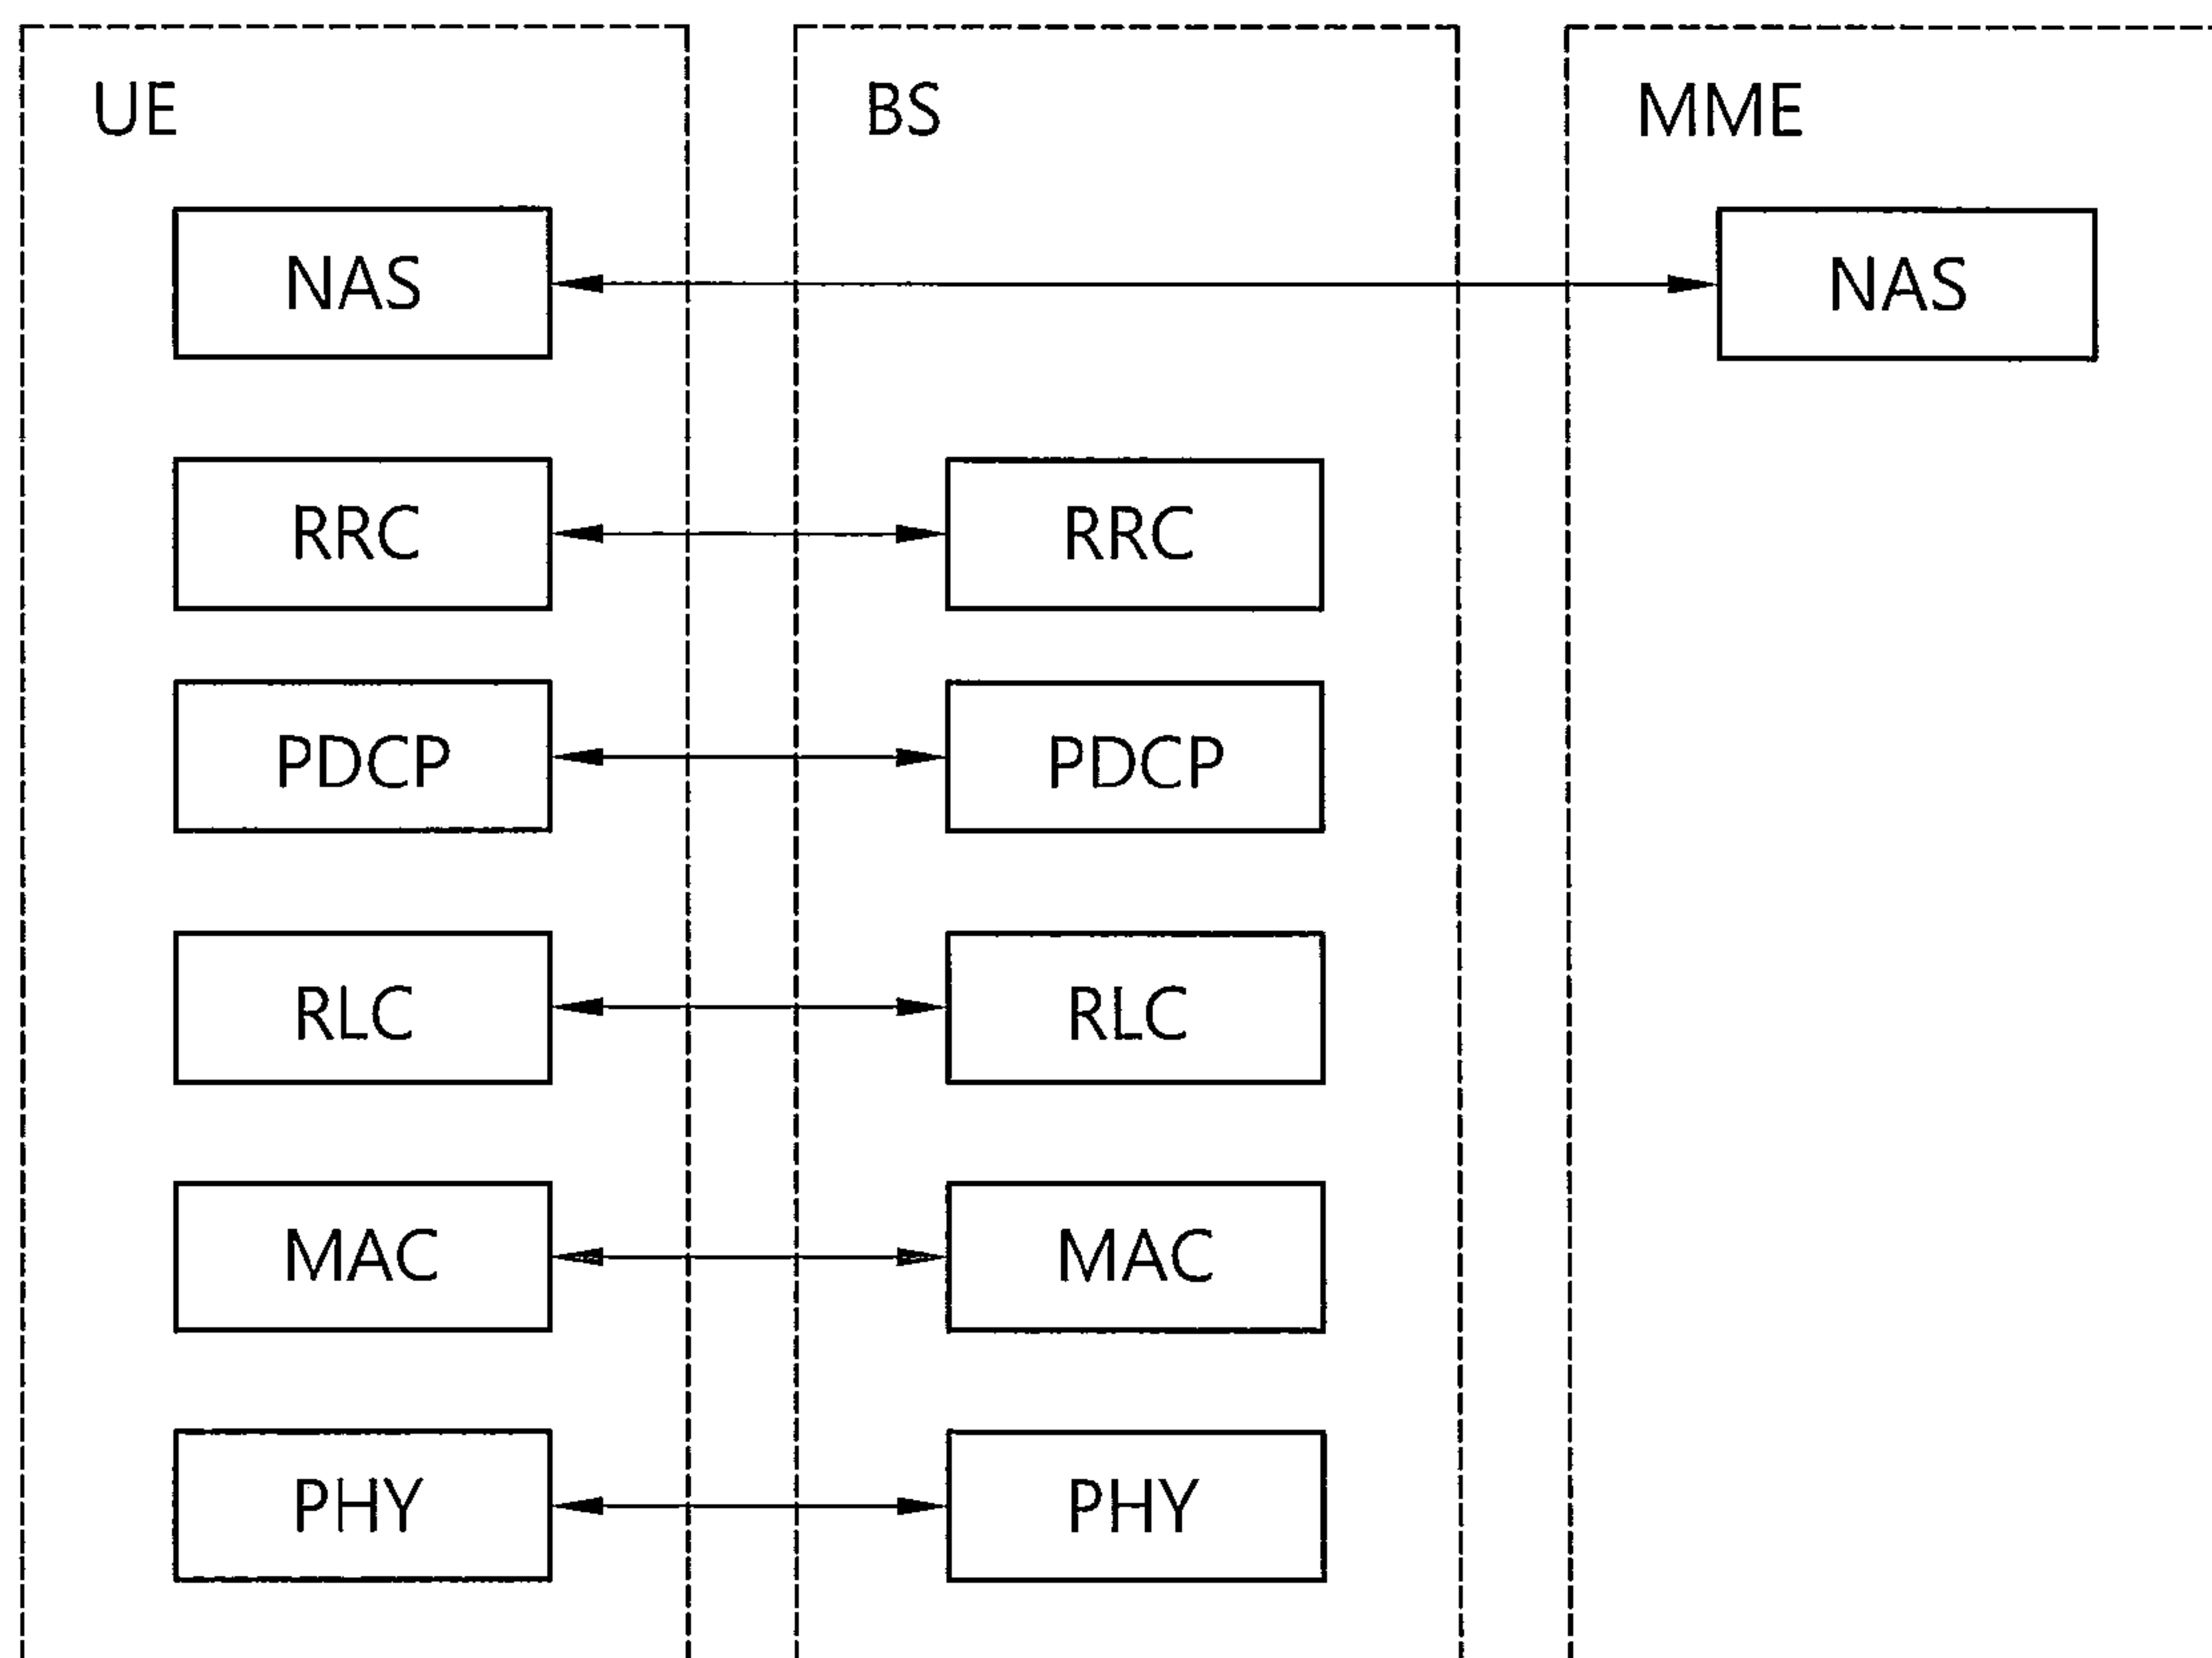 UE BS MME
NAS NAS
RRC RRC
PDCP PDCP
RLC RLC
MAC MAC
PHY PHY